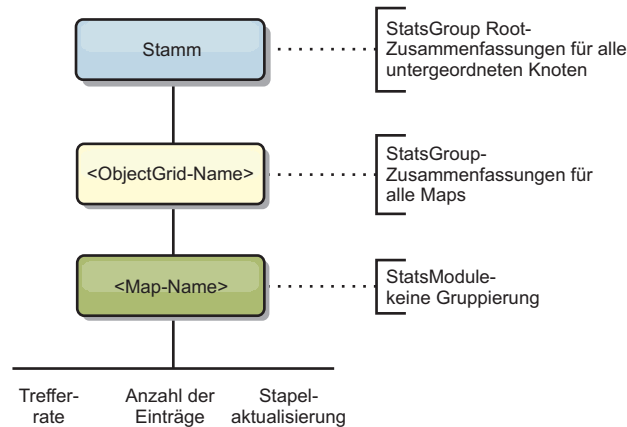 Stamm
StatsGroup Root-
Zusammenfassungen für alle
untergeordneten Knoten
<ObjectGrid-Name>
StatsGroup-
Zusammenfassungen für
alle Maps
<Map-Name>
StatsModule-
keine Gruppierung
Treffer-
rate
Anzahl der
Einträge
Stapel-
aktualisierung